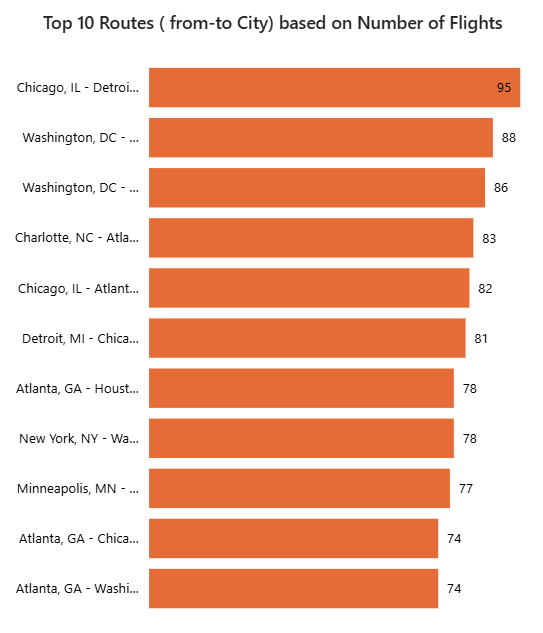 Top 10 Routes ( from-to City) based on Number of Flights
Chicago, IL - Detroi... 95
Washington, DC - ... 88
Washington, DC - ... 86
Charlotte, NC - Atla... 83
Chicago, IL - Atlant... 82
Detroit, MI - Chica... 81
Atlanta, GA - Houst... 78
New York, NY - Wa... 78
Minneapolis, MN - ... 77
Atlanta, GA - Chica... 74
Atlanta, GA - Washi... 74